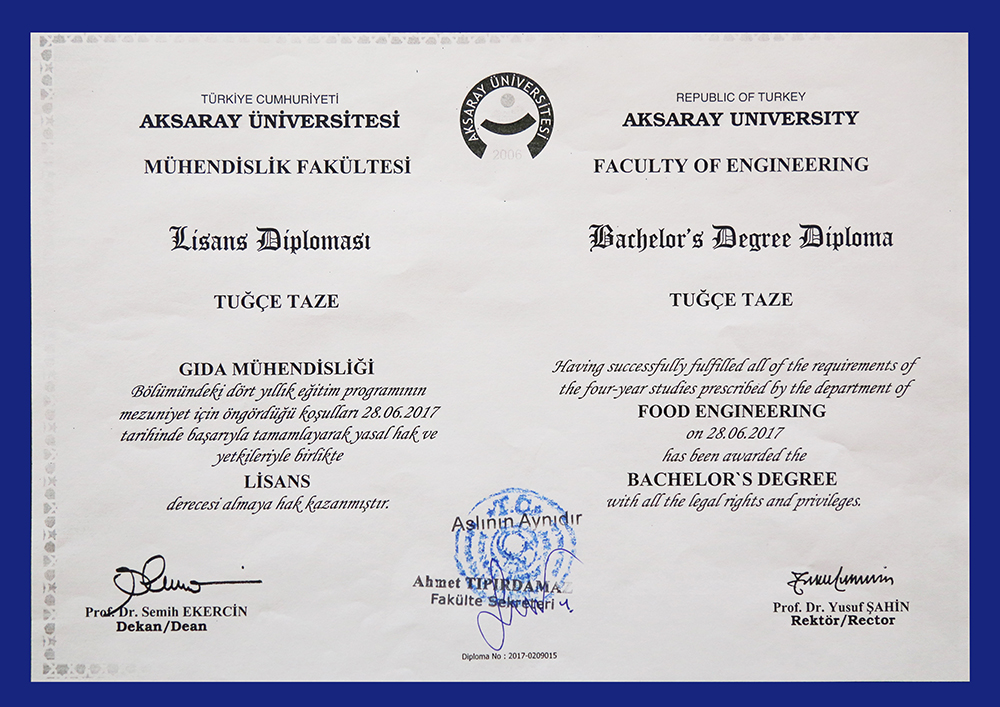 TÜRKİYE CUMHURİYETİ
AKSARAY ÜNİVERSİTESİ
MÜHENDİSLİK FAKÜLTESİ
Lisans Diploması
TUĞÇE TAZE
GIDA MÜHENDİSLİĞİ
Bölümündeki dört yıllık eğitim programının
mezuniyet için öngördüğü koşulları 28.06.2017
tarihinde başarıyla tamamlayarak yasal hak ve
yetkileriyle birlikte
LİSANS
derecesi almaya hak kazanmıştır.
Prof. Dr. Semih EKERCİN
Dekan/Dean
AKSARAY ÜNİVERSİTESİ
2006
REPUBLIC OF TURKEY
AKSARAY UNIVERSITY
FACULTY OF ENGINEERING
Bachelor's Degree Diploma
TUĞÇE TAZE
Having successfully fulfilled all of the requirements of
the four-year studies prescribed by the department of
FOOD ENGINEERING
on 28.06.2017
has been awarded the
BACHELOR`S DEGREE
with all the legal rights and privileges.
T.C.
Aslının Aynıdır
Ahmet TIPIRDAMAZ
Fakülte Sekreteri
Prof. Dr. Yusuf ŞAHİN
Rektör/Rector
Diploma No : 2017-0209015